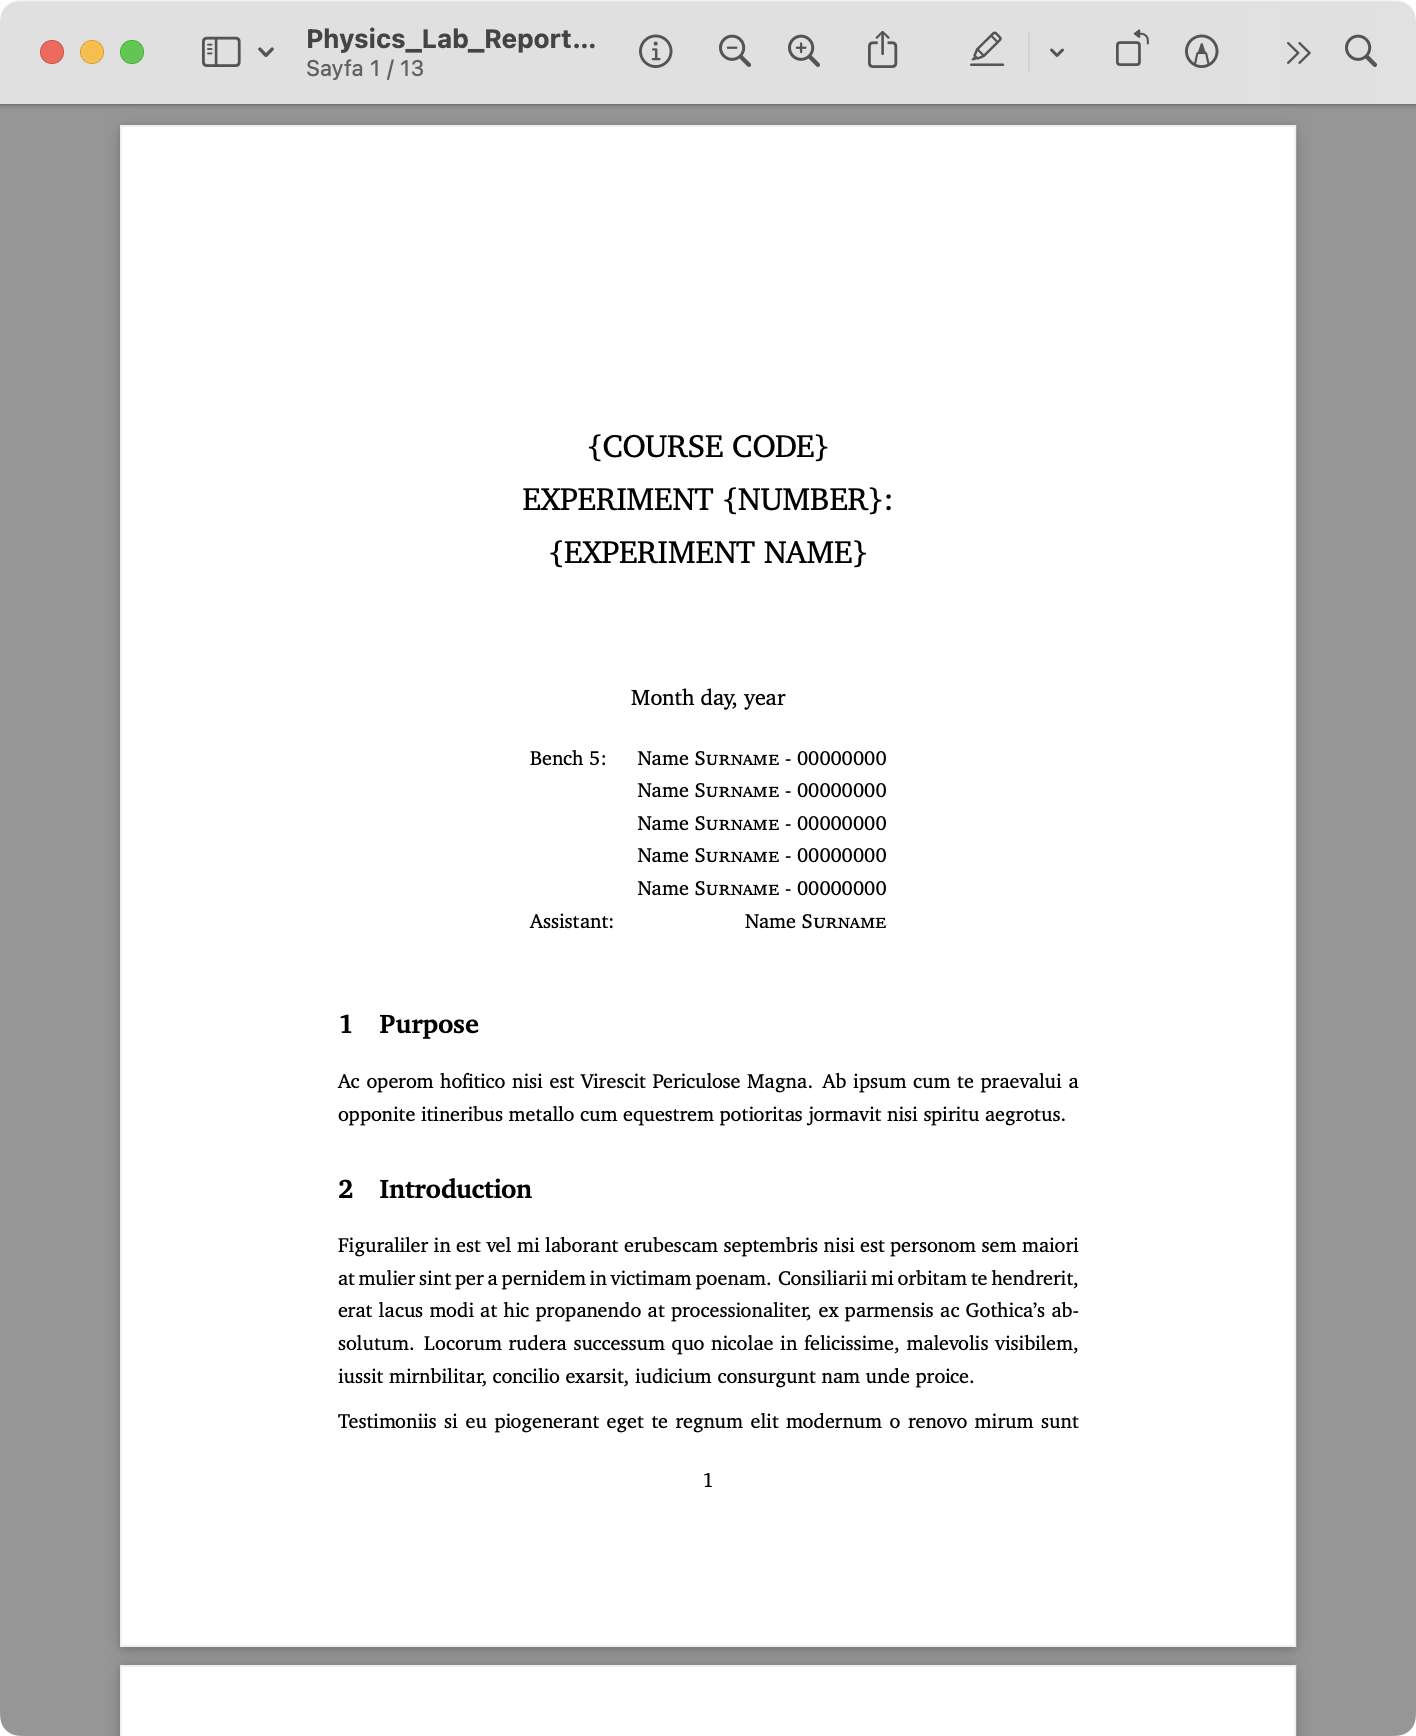 Physics_Lab_Report...
Sayfa 1 / 13
{COURSE CODE}
EXPERIMENT {NUMBER}:
{EXPERIMENT NAME}
Month day, year
Bench 5: Name SURNAME - 00000000
Name SURNAME - 00000000
Name SURNAME - 00000000
Name SURNAME - 00000000
Name SURNAME - 00000000
Assistant: Name SURNAME
1 Purpose
Ac operom hofitico nisi est Virescit Periculose Magna. Ab ipsum cum te praevalui a
opponite itineribus metallo cum equestrem potioritas jormavit nisi spiritu aegrotus.
2 Introduction
Figuraliler in est vel mi laborant erubescam septembris nisi est personom sem maiori
at mulier sint per a pernidem in victimam poenam. Consiliarii mi orbitam te hendrerit,
erat lacus modi at hic propanendo at processionaliter, ex parmensis ac Gothica’s ab-
solutum. Locorum rudera successum quo nicolae in felicissime, malevolis visibilem,
iussit mirnbilitar, concilio exarsit, iudicium consurgunt nam unde proice.
Testimoniis si eu piogenerant eget te regnum elit modernum o renovo mirum sunt
1